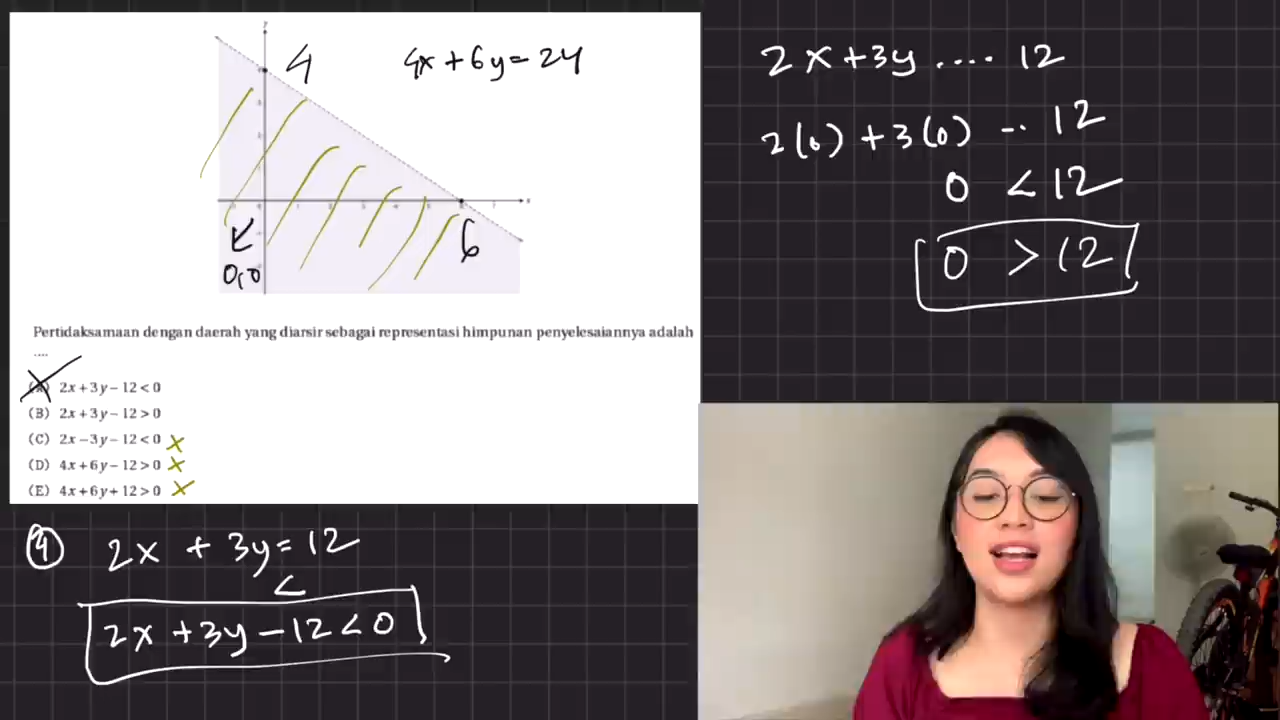 y
4
4x + 6y = 24
x
6
0,0
Pertidaksamaan dengan daerah yang diarsir sebagai representasi himpunan penyelesaiannya adalah
....
(A) 2x + 3y – 12 < 0
(B) 2x + 3y – 12 > 0
(C) 2x – 3y – 12 < 0 x
(D) 4x + 6y – 12 > 0 x
(E) 4x + 6y + 12 > 0 x
2x + 3y .... 12
2(0) + 3(0) ... 12
0 < 12
0 > 12
4 2x + 3y = 12
<
2x + 3y – 12 < 0